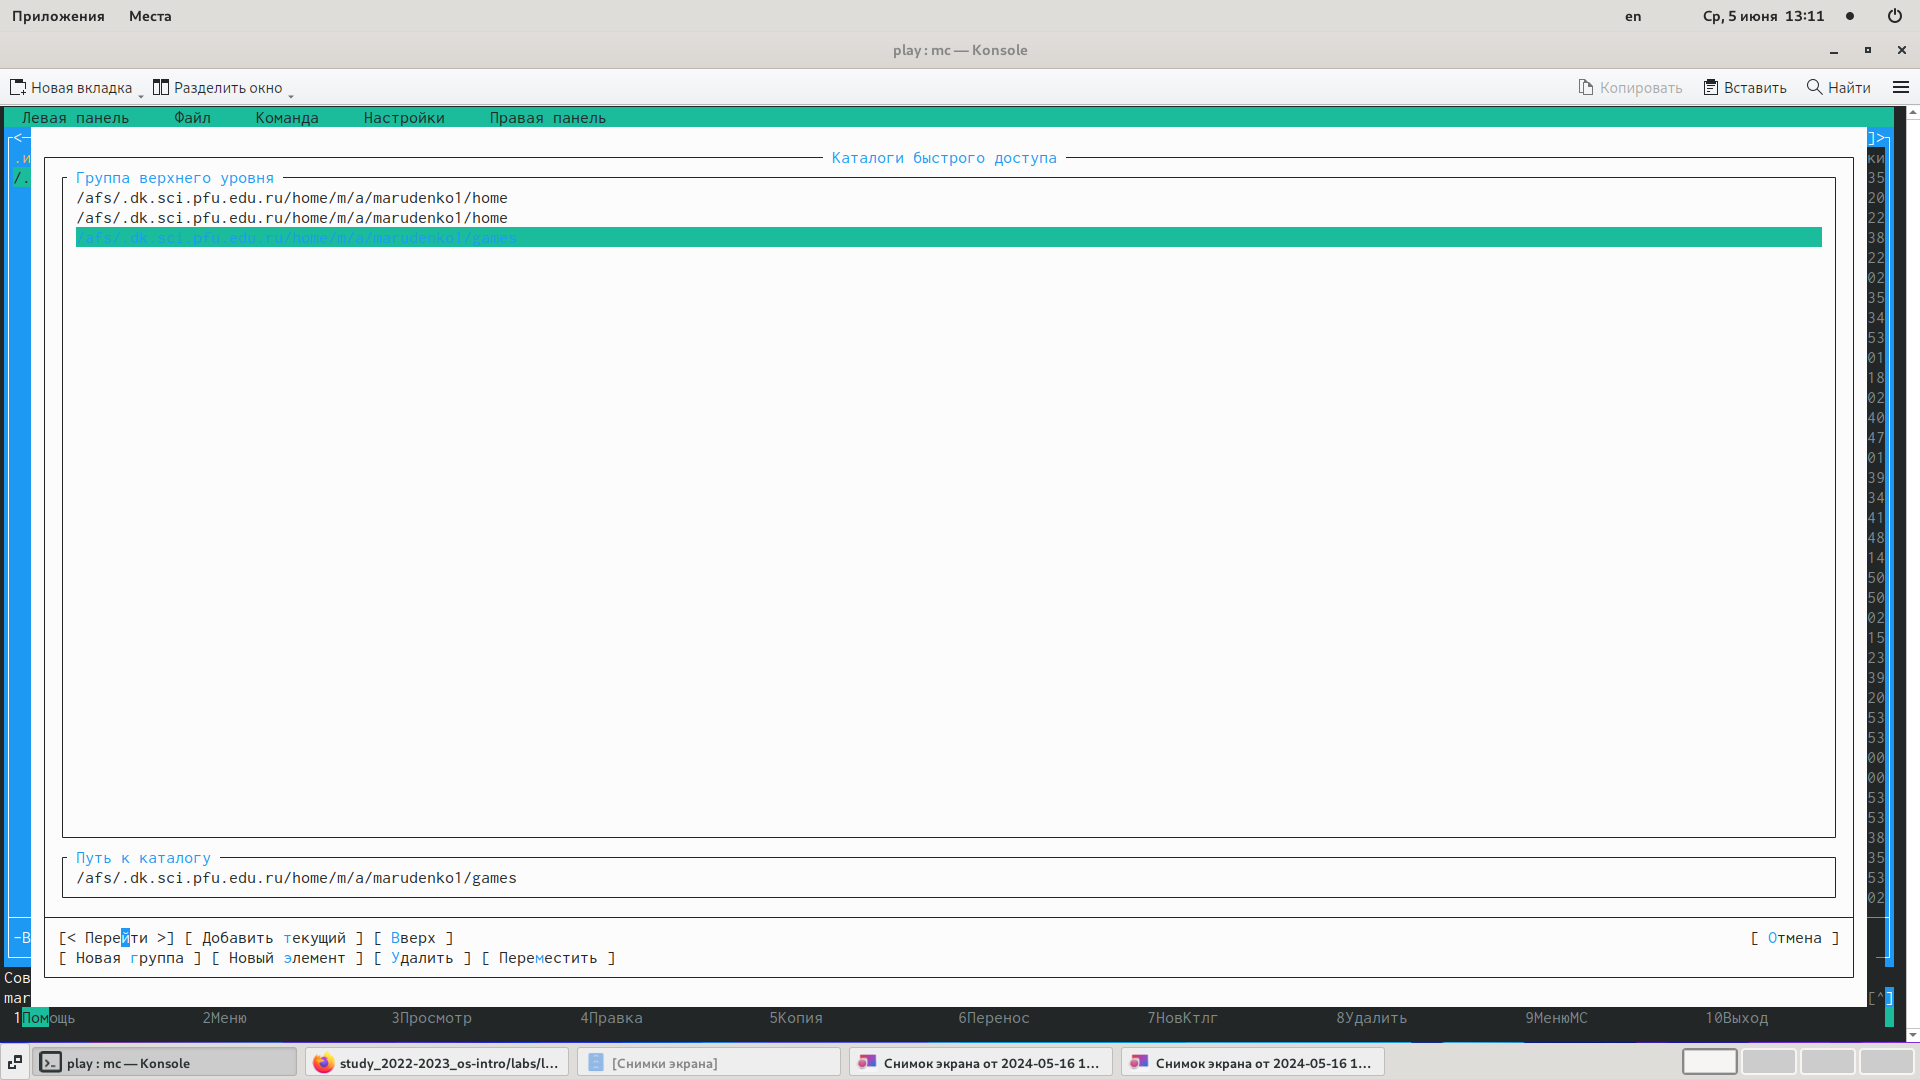 Приложения Места en Ср, 5 июня 13:11
play : mc — Konsole
Новая вкладка Разделить окно Копировать Вставить Найти
Левая панель Файл Команда Настройки Правая панель
Каталоги быстрого доступа
Группа верхнего уровня
/afs/.dk.sci.pfu.edu.ru/home/m/a/marudenko1/home
/afs/.dk.sci.pfu.edu.ru/home/m/a/marudenko1/home
/afs/.dk.sci.pfu.edu.ru/home/m/a/marudenko1/games
Путь к каталогу
/afs/.dk.sci.pfu.edu.ru/home/m/a/marudenko1/games
[< Перейти >] [ Добавить текущий ] [ Вверх ] [ Отмена ]
[ Новая группа ] [ Новый элемент ] [ Удалить ] [ Переместить ]
Сов
mar [^]
1Помощь 2Меню 3Просмотр 4Правка 5Копия 6Перенос 7НовКтлг 8Удалить 9МенюMC 10Выход
play : mc — Konsole study_2022-2023_os-intro/labs/l... [Снимки экрана] Снимок экрана от 2024-05-16 1... Снимок экрана от 2024-05-16 1...